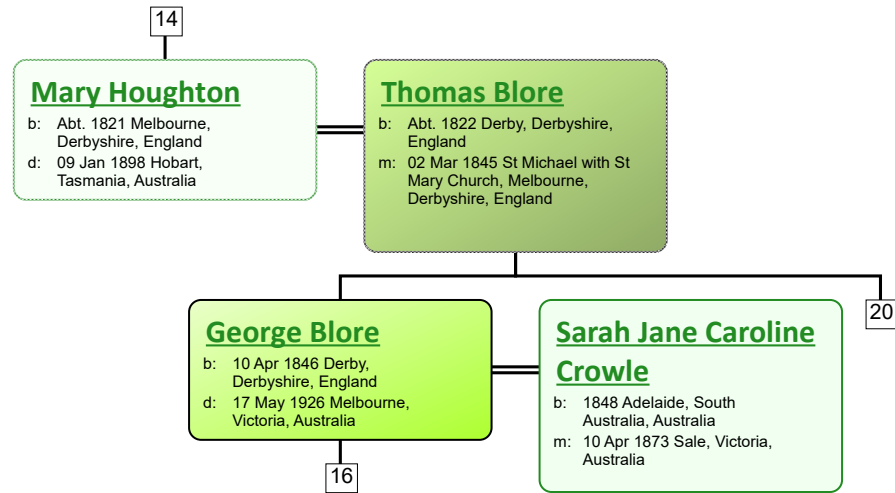 14
Mary Houghton
b: Abt. 1821 Melbourne,
Derbyshire, England
d: 09 Jan 1898 Hobart,
Tasmania, Australia
Thomas Blore
b: Abt. 1822 Derby, Derbyshire,
England
m: 02 Mar 1845 St Michael with St
Mary Church, Melbourne,
Derbyshire, England
20
George Blore
b: 10 Apr 1846 Derby,
Derbyshire, England
d: 17 May 1926 Melbourne,
Victoria, Australia
Sarah Jane Caroline
Crowle
b: 1848 Adelaide, South
Australia, Australia
m: 10 Apr 1873 Sale, Victoria,
Australia
16